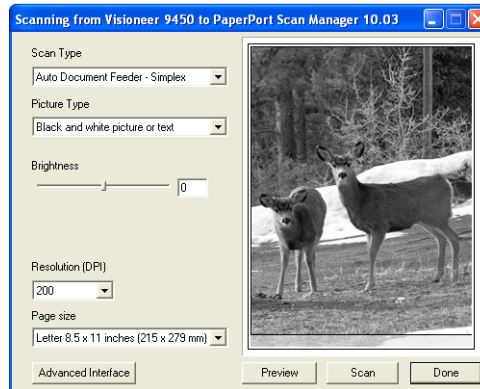 Scanning from Visioneer 9450 to PaperPort Scan Manager 10.03
Scan Type
Auto Document Feeder - Simplex
Picture Type
Black and white picture or text
Brightness
0
Resolution (DPI)
200
Page size
Letter 8.5 x 11 inches (215 x 279 mm)
Advanced Interface
Preview
Scan
Done